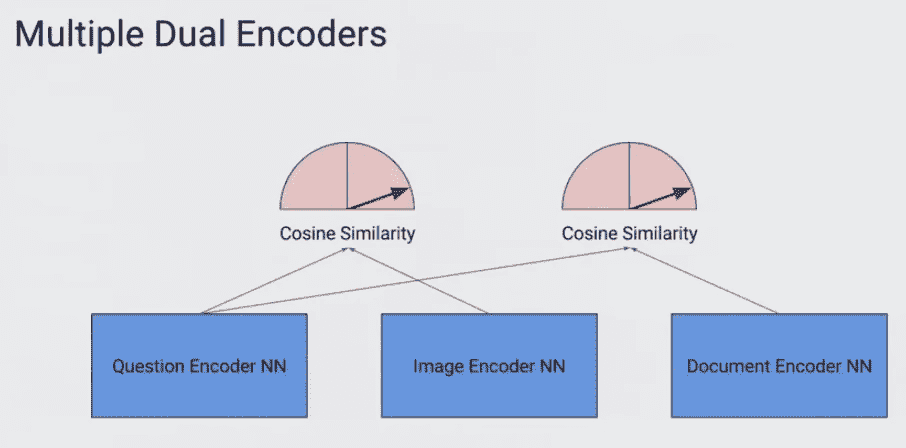 Multiple Dual Encoders
Cosine Similarity
Cosine Similarity
Question Encoder NN
Image Encoder NN
Document Encoder NN